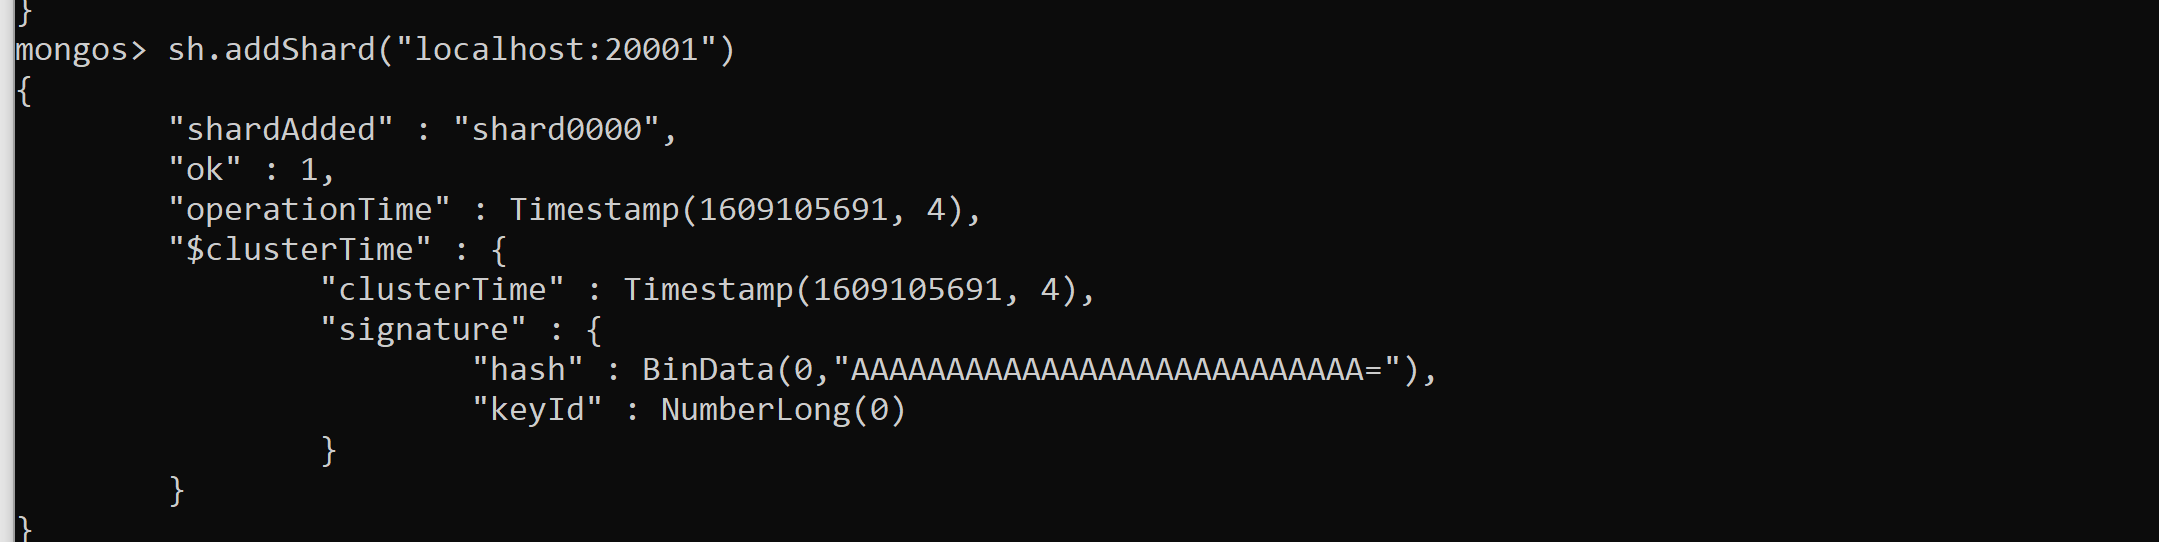 }
mongos> sh.addShard("localhost:20001")
{
        "shardAdded" : "shard0000",
        "ok" : 1,
        "operationTime" : Timestamp(1609105691, 4),
        "$clusterTime" : {
                "clusterTime" : Timestamp(1609105691, 4),
                "signature" : {
                        "hash" : BinData(0,"AAAAAAAAAAAAAAAAAAAAAAAAAAA="),
                        "keyId" : NumberLong(0)
                }
        }
}